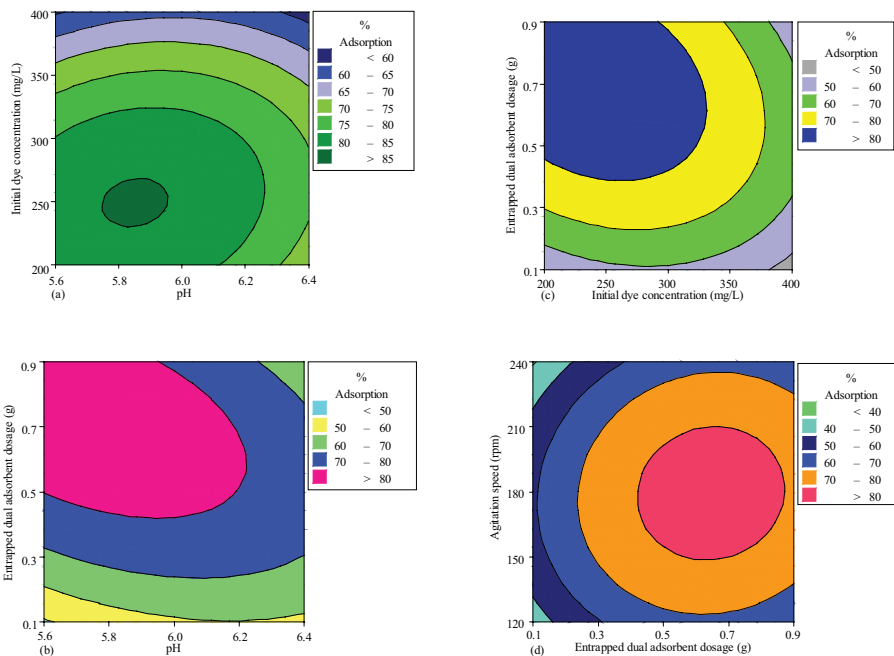 400
350
300
250
200
5.6
5.8
6.0
6.2
6.4
Initial dye concentration (mg/L)
pH
(a)
%
Adsorption
< 60
60 – 65
65 – 70
70 – 75
75 – 80
80 – 85
> 85
0.9
0.7
0.5
0.3
0.1
200
250
300
350
400
Entrapped dual adsorbent dosage (g)
Initial dye concentration (mg/L)
(c)
%
Adsorption
< 50
50 – 60
60 – 70
70 – 80
> 80
0.9
0.7
0.5
0.3
0.1
5.6
5.8
6.0
6.2
6.4
Entrapped dual adsorbent dosage (g)
pH
(b)
%
Adsorption
< 50
50 – 60
60 – 70
70 – 80
> 80
240
210
180
150
120
0.1
0.3
0.5
0.7
0.9
Agitation speed (rpm)
Entrapped dual adsorbent dosage (g)
(d)
%
Adsorption
< 40
40 – 50
50 – 60
60 – 70
70 – 80
> 80